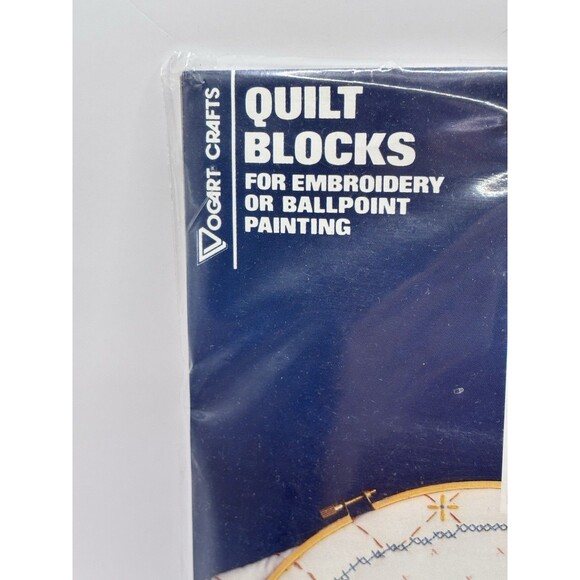 VOGART CRAFTS
QUILT
BLOCKS
FOR EMBROIDERY
OR BALLPOINT
PAINTING